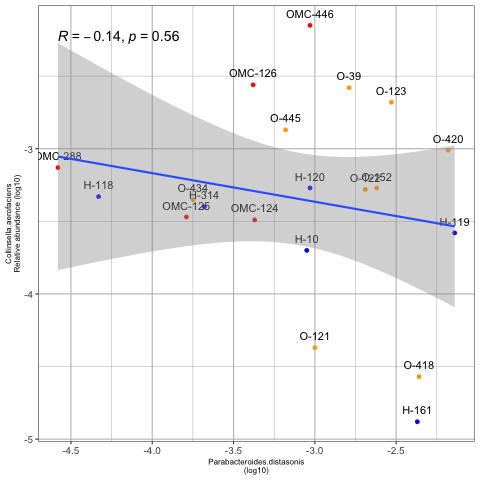 OMC-446
R = −0.14, p = 0.56
OMC-126
O-39
O-123
O-445
O-420
-3
OMC-288
H-118
O-434
H-314
H-120
O-252
OMC-125
OMC-124
H-119
H-10
-4
O-121
O-418
H-161
-5
-4.5
-4.0
-3.5
-3.0
-2.5
Collinsella.aerofaciens
Relative abundance (log10)
Parabacteroides.distasonis
(log10)